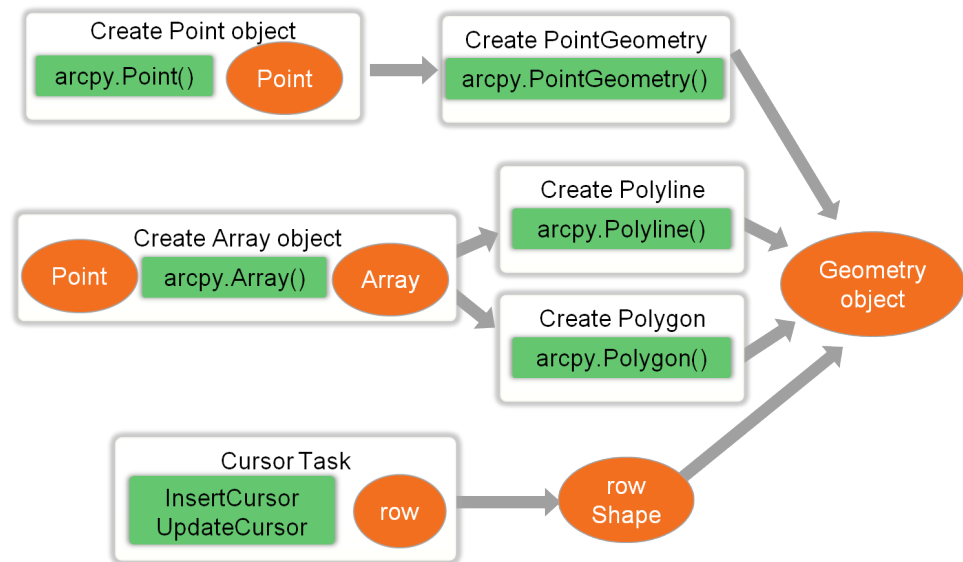 Create Point object
arcpy.Point()
Point
Create PointGeometry
arcpy.PointGeometry()
Create Array object
Point
arcpy.Array()
Array
Create Polyline
arcpy.Polyline()
Create Polygon
arcpy.Polygon()
Geometry
object
Cursor Task
InsertCursor
UpdateCursor
row
row
Shape